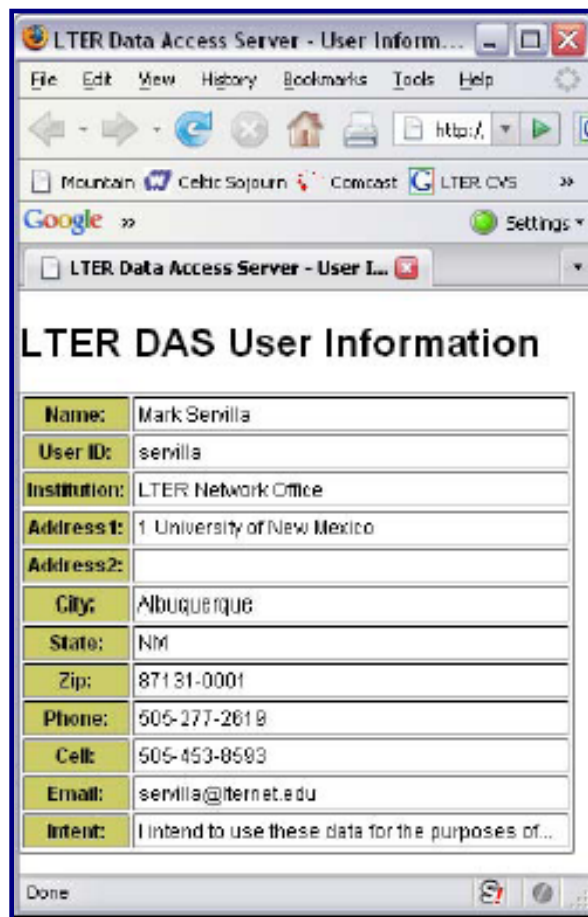 LTER Data Access Server - User Inform...
File Edit View History Bookmarks Tools Help
http:/,
Mountain Celtic Sojourn Comcast LTER CVS »
Google » Settings
LTER Data Access Server - User I...
LTER DAS User Information
Name: Mark Servilla
User ID: servilla
Institution: LTER Network Office
Address1: 1 University of New Mexico
Address2:
City: Albuquerque
State: NM
Zip: 87131-0001
Phone: 505-277-2619
Cell: 505-453-8593
Email: servilla@lternet.edu
Intent: I intend to use these data for the purposes of...
Done